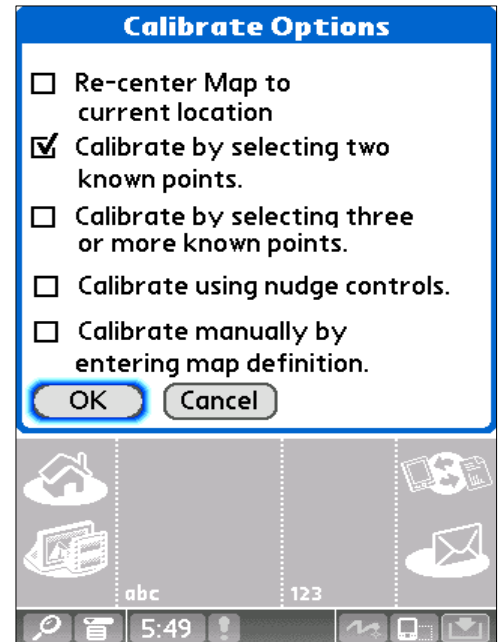 Calibrate Options
Re-center Map to
current location
Calibrate by selecting two
known points.
Calibrate by selecting three
or more known points.
Calibrate using nudge controls.
Calibrate manually by
entering map definition.
OK Cancel
abc 123
5:49